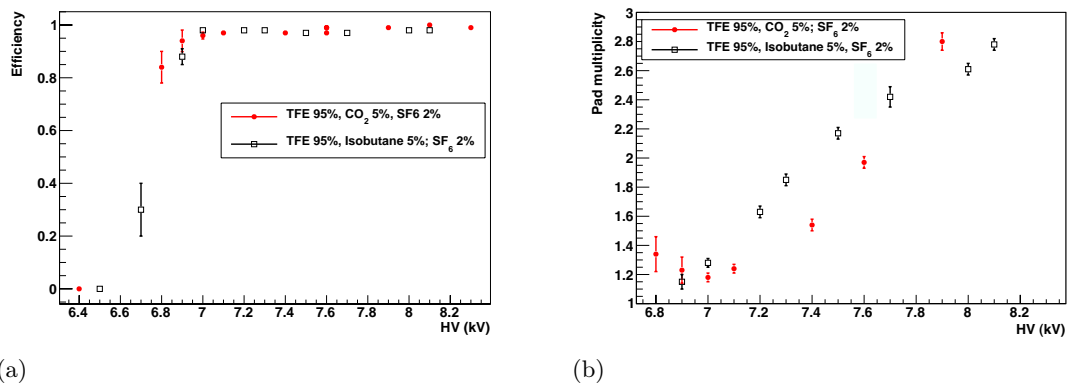 Efficiency
1
0.8
0.6
0.4
0.2
0
TFE 95%, CO2 5%, SF6 2%
TFE 95%, Isobutane 5%; SF6 2%
6.4 6.6 6.8 7 7.2 7.4 7.6 7.8 8 8.2
HV (kV)
(a)
Pad multiplicity
3
2.8
2.6
2.4
2.2
2
1.8
1.6
1.4
1.2
1
TFE 95%, CO2 5%; SF6 2%
TFE 95%, Isobutane 5%, SF6 2%
6.8 7 7.2 7.4 7.6 7.8 8 8.2
HV (kV)
(b)